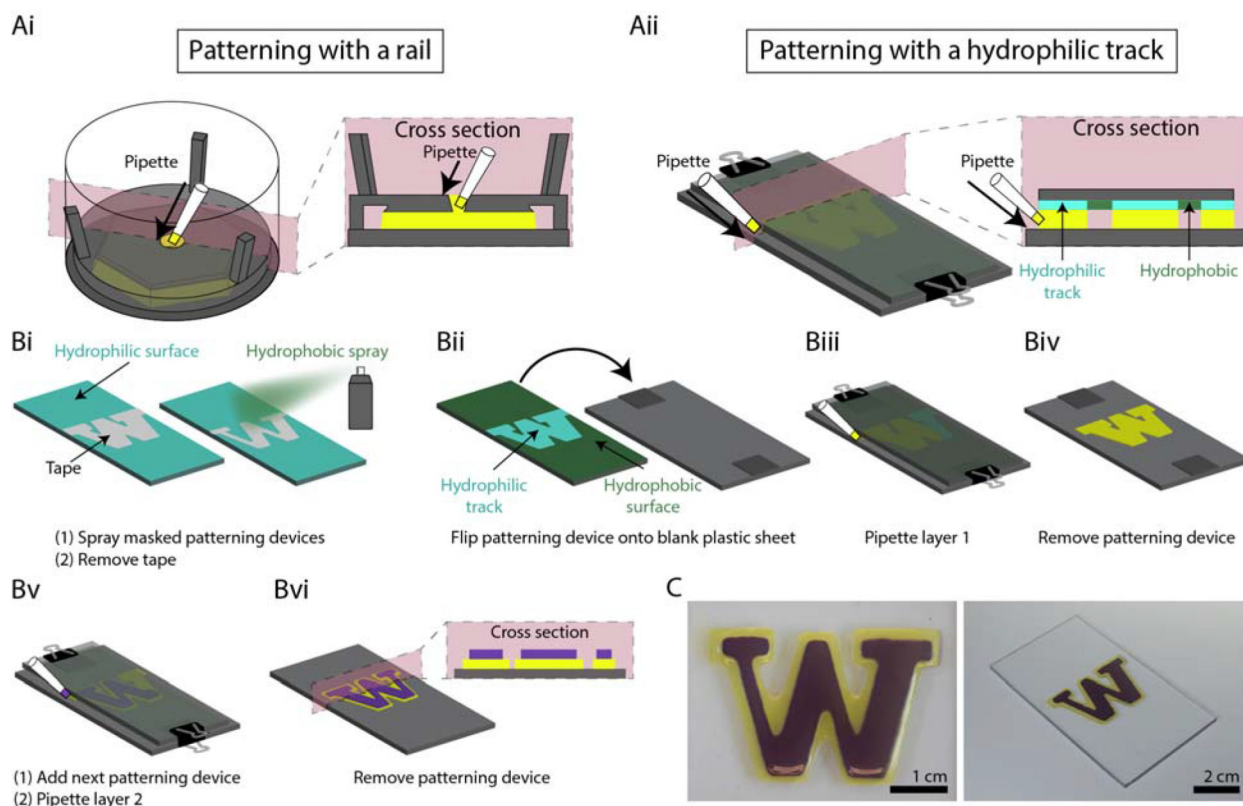 Ai
Patterning with a rail
Pipette
Cross section
Pipette
Aii
Patterning with a hydrophilic track
Pipette
Cross section
Pipette
Hydrophilic
track
Hydrophobic
Bi
Hydrophilic surface
Hydrophobic spray
W
W
Tape
(1) Spray masked patterning devices
(2) Remove tape
Bii
W
Hydrophilic
track
Hydrophobic
surface
Flip patterning device onto blank plastic sheet
Biii
W
Pipette layer 1
Biv
W
Remove patterning device
Bv
W
(1) Add next patterning device
(2) Pipette layer 2
Bvi
Cross section
W
Remove patterning device
C
W
1 cm
W
2 cm